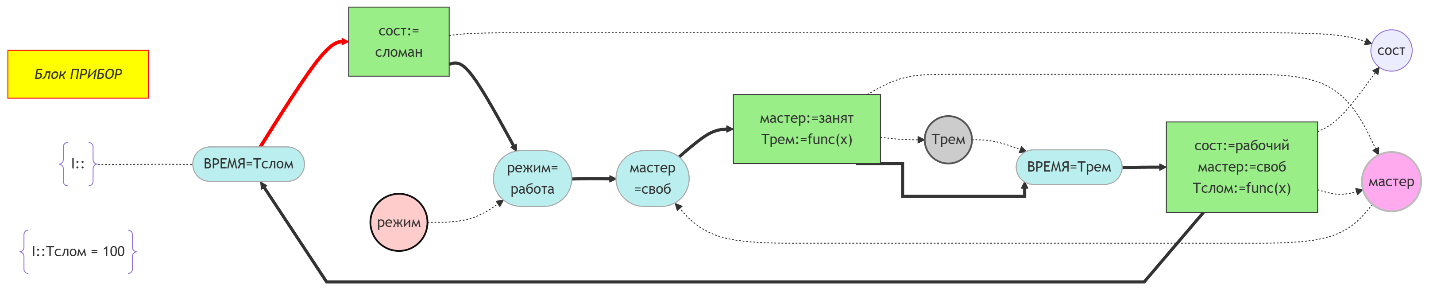 Блок ПРИБОР
I::
I::Тслом = 100
ВРЕМЯ=Тслом
сост:=
сломан
режим
режим=
работа
мастер
=своб
мастер:=занят
Трем:=func(x)
Трем
ВРЕМЯ=Трем
сост:=рабочий
мастер:=своб
Тслом:=func(x)
сост
мастер